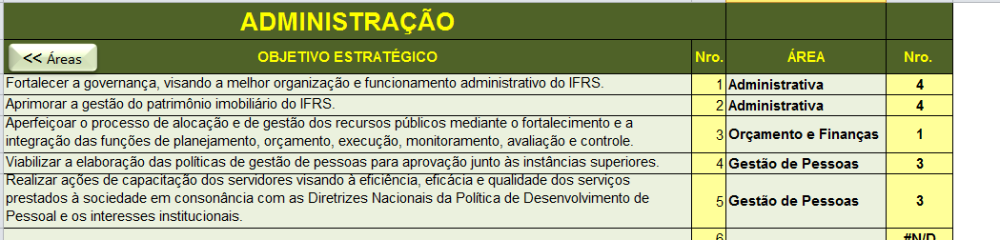 ADMINISTRAÇÃO
<< Áreas OBJETIVO ESTRATÉGICO Nro. ÁREA Nro.
Fortalecer a governança, visando a melhor organização e funcionamento administrativo do IFRS. 1 Administrativa 4
Aprimorar a gestão do patrimônio imobiliário do IFRS. 2 Administrativa 4
Aperfeiçoar o processo de alocação e de gestão dos recursos públicos mediante o fortalecimento e a
integração das funções de planejamento, orçamento, execução, monitoramento, avaliação e controle. 3 Orçamento e Finanças 1
Viabilizar a elaboração das políticas de gestão de pessoas para aprovação junto às instâncias superiores. 4 Gestão de Pessoas 3
Realizar ações de capacitação dos servidores visando à eficiência, eficácia e qualidade dos serviços
prestados à sociedade em consonância com as Diretrizes Nacionais da Política de Desenvolvimento de
Pessoal e os interesses institucionais. 5 Gestão de Pessoas 3
6 #N/D